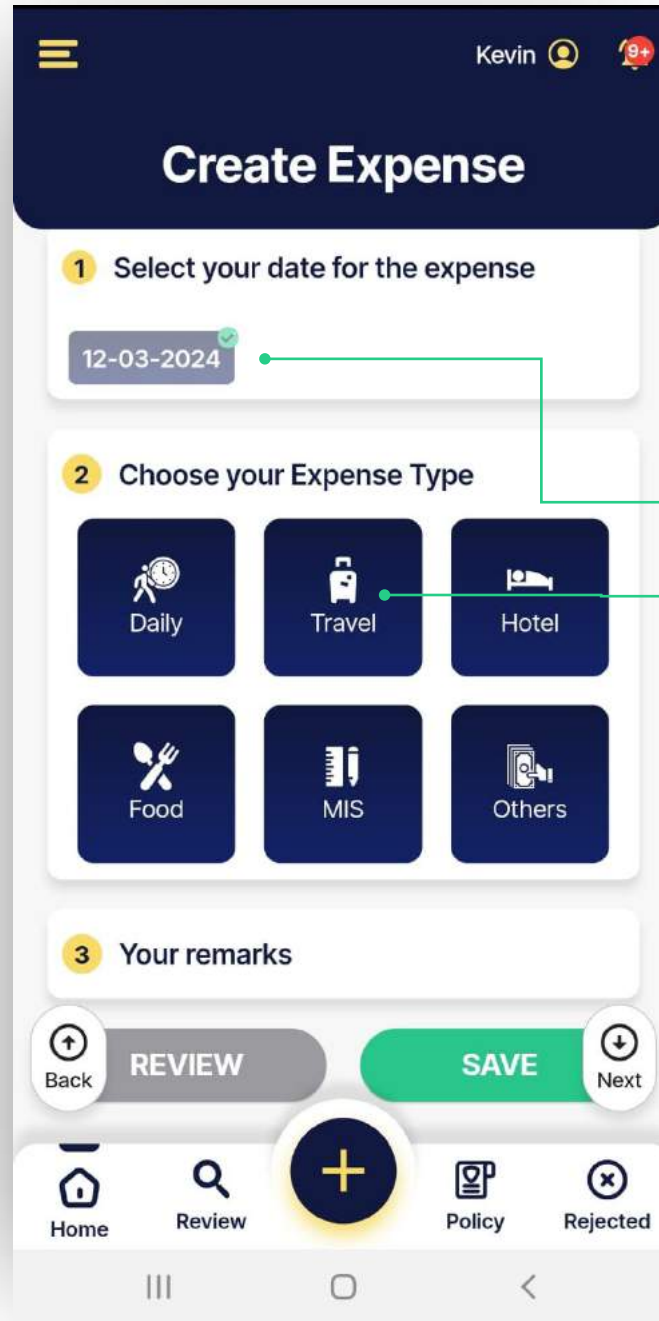 Kevin
9+
Create Expense
1 Select your date for the expense
12-03-2024
2 Choose your Expense Type
Daily Travel Hotel
Food MIS Others
3 Your remarks
Back REVIEW SAVE Next
+
Home Review Policy Rejected